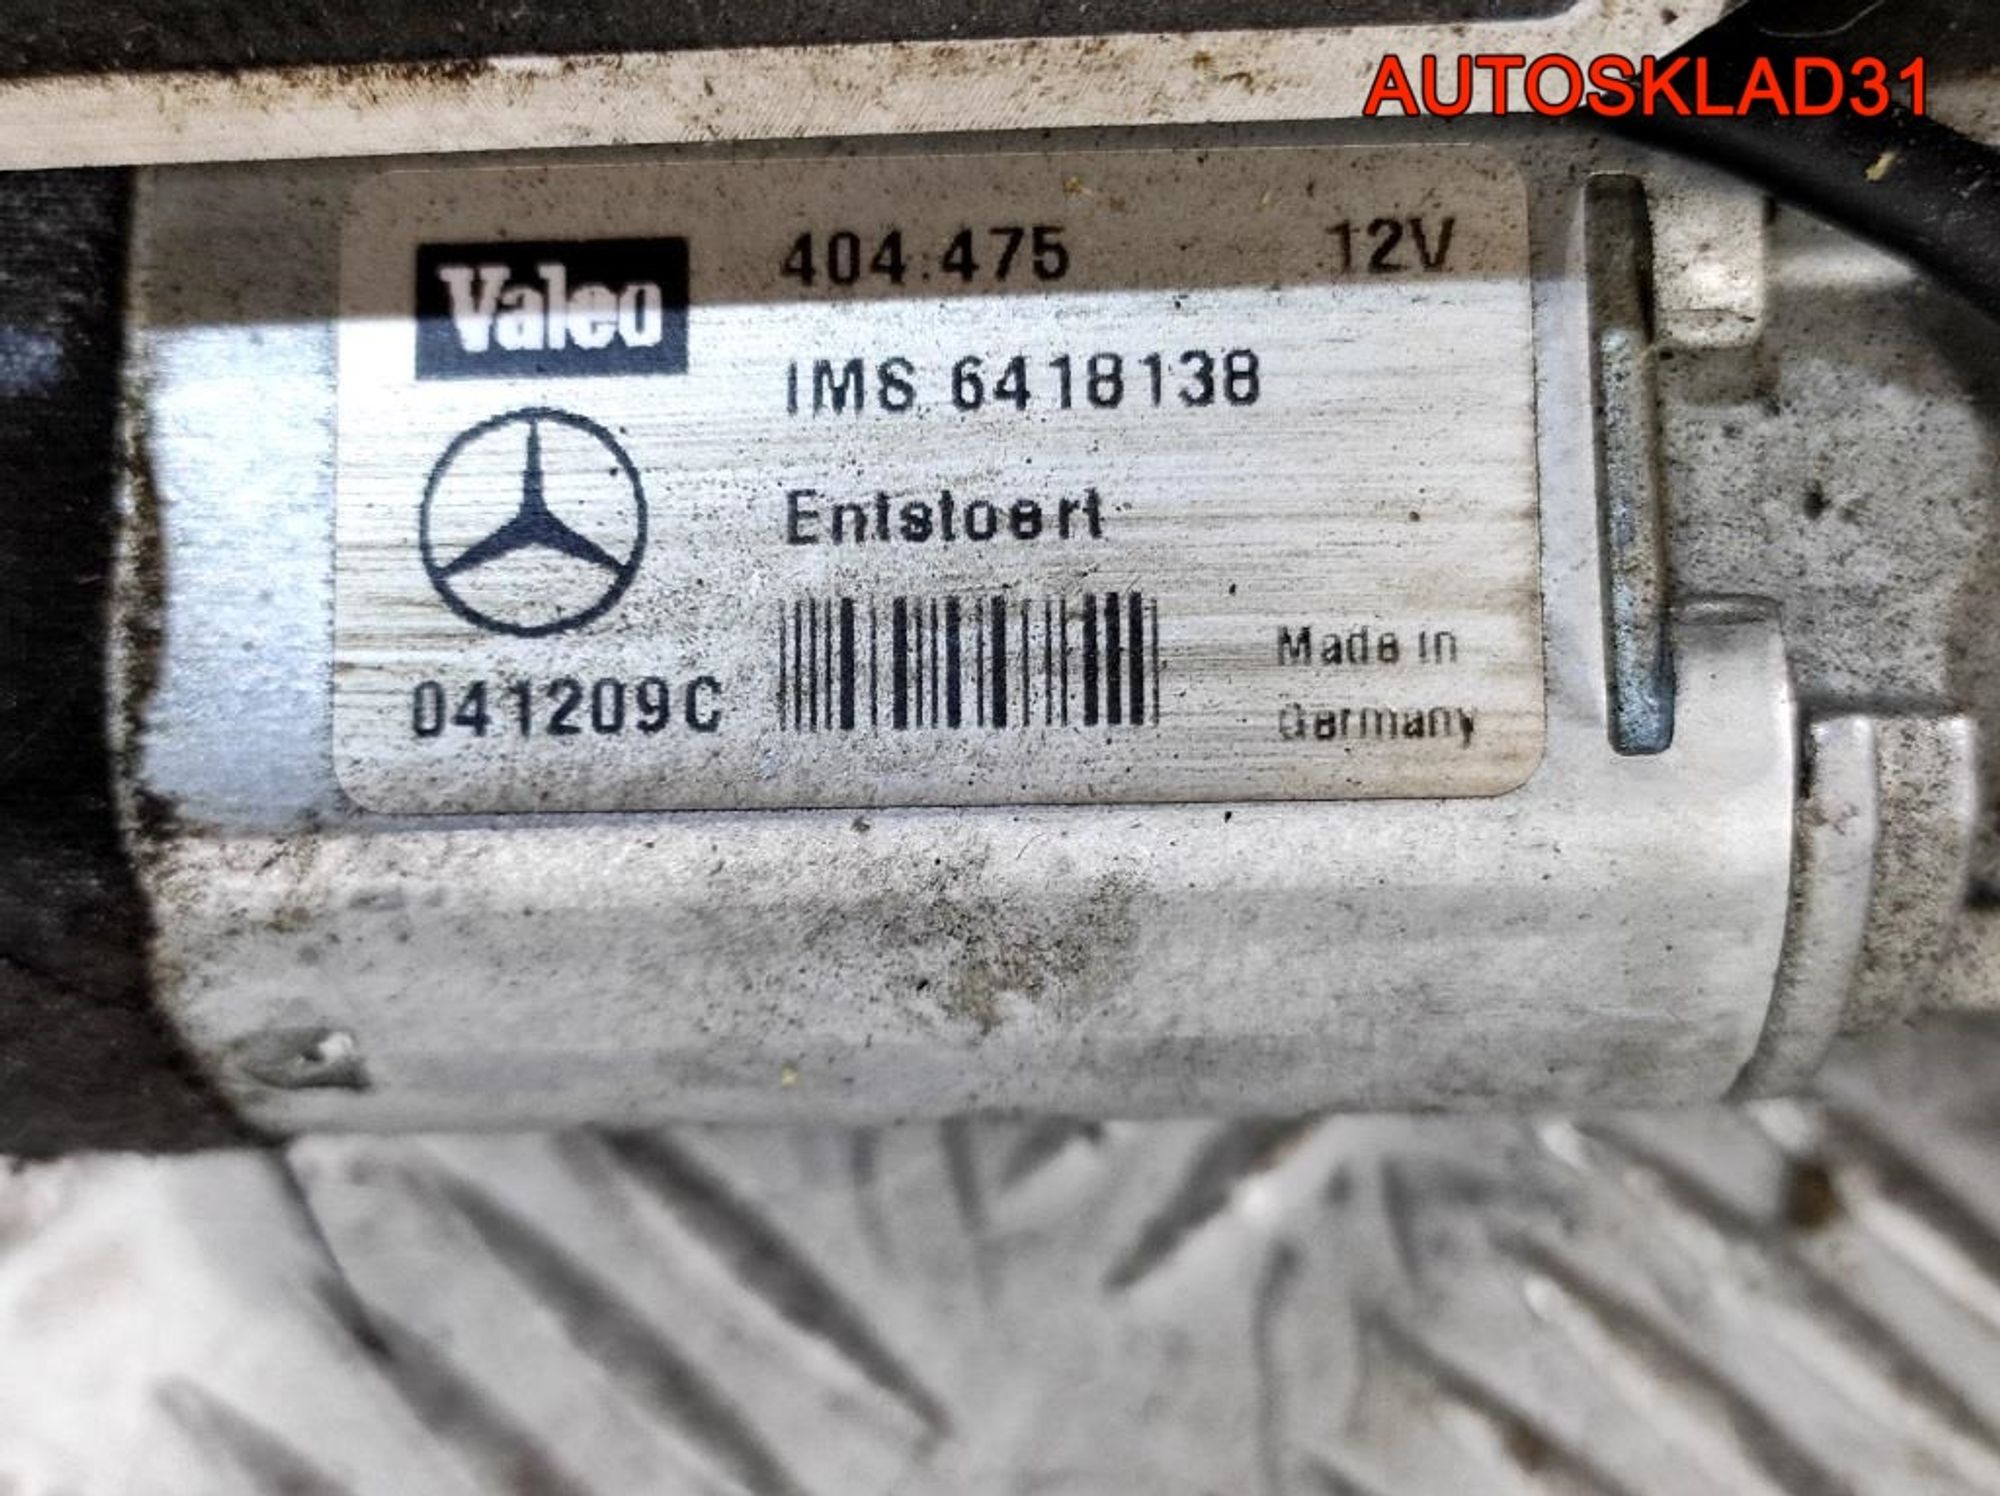 AUTOSKLAD31
Valeo 404.475 12V
IMS 6418138
Entstoert
Made in
Germany
041209C